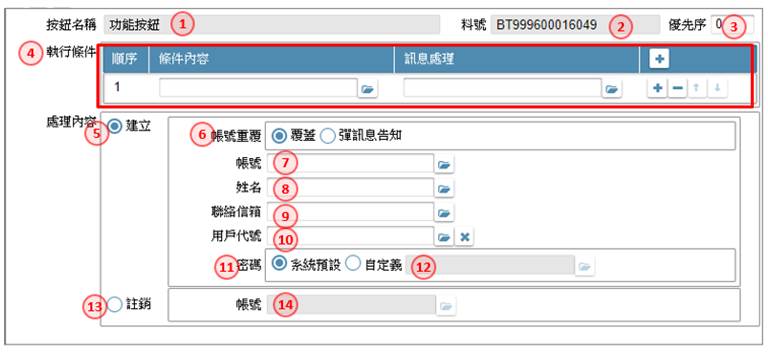 按鈕名稱 功能按鈕 1 料號 BT999600016049 2 優先序 0 3
4 執行條件 順序 條件內容 訊息處理
1
處理內容
5 建立 6 帳號重覆 覆蓋 彈訊息告知
帳號 7
姓名 8
聯絡信箱 9
用戶代號 10
11 密碼 系統預設 自定義 12
13 註銷 帳號 14